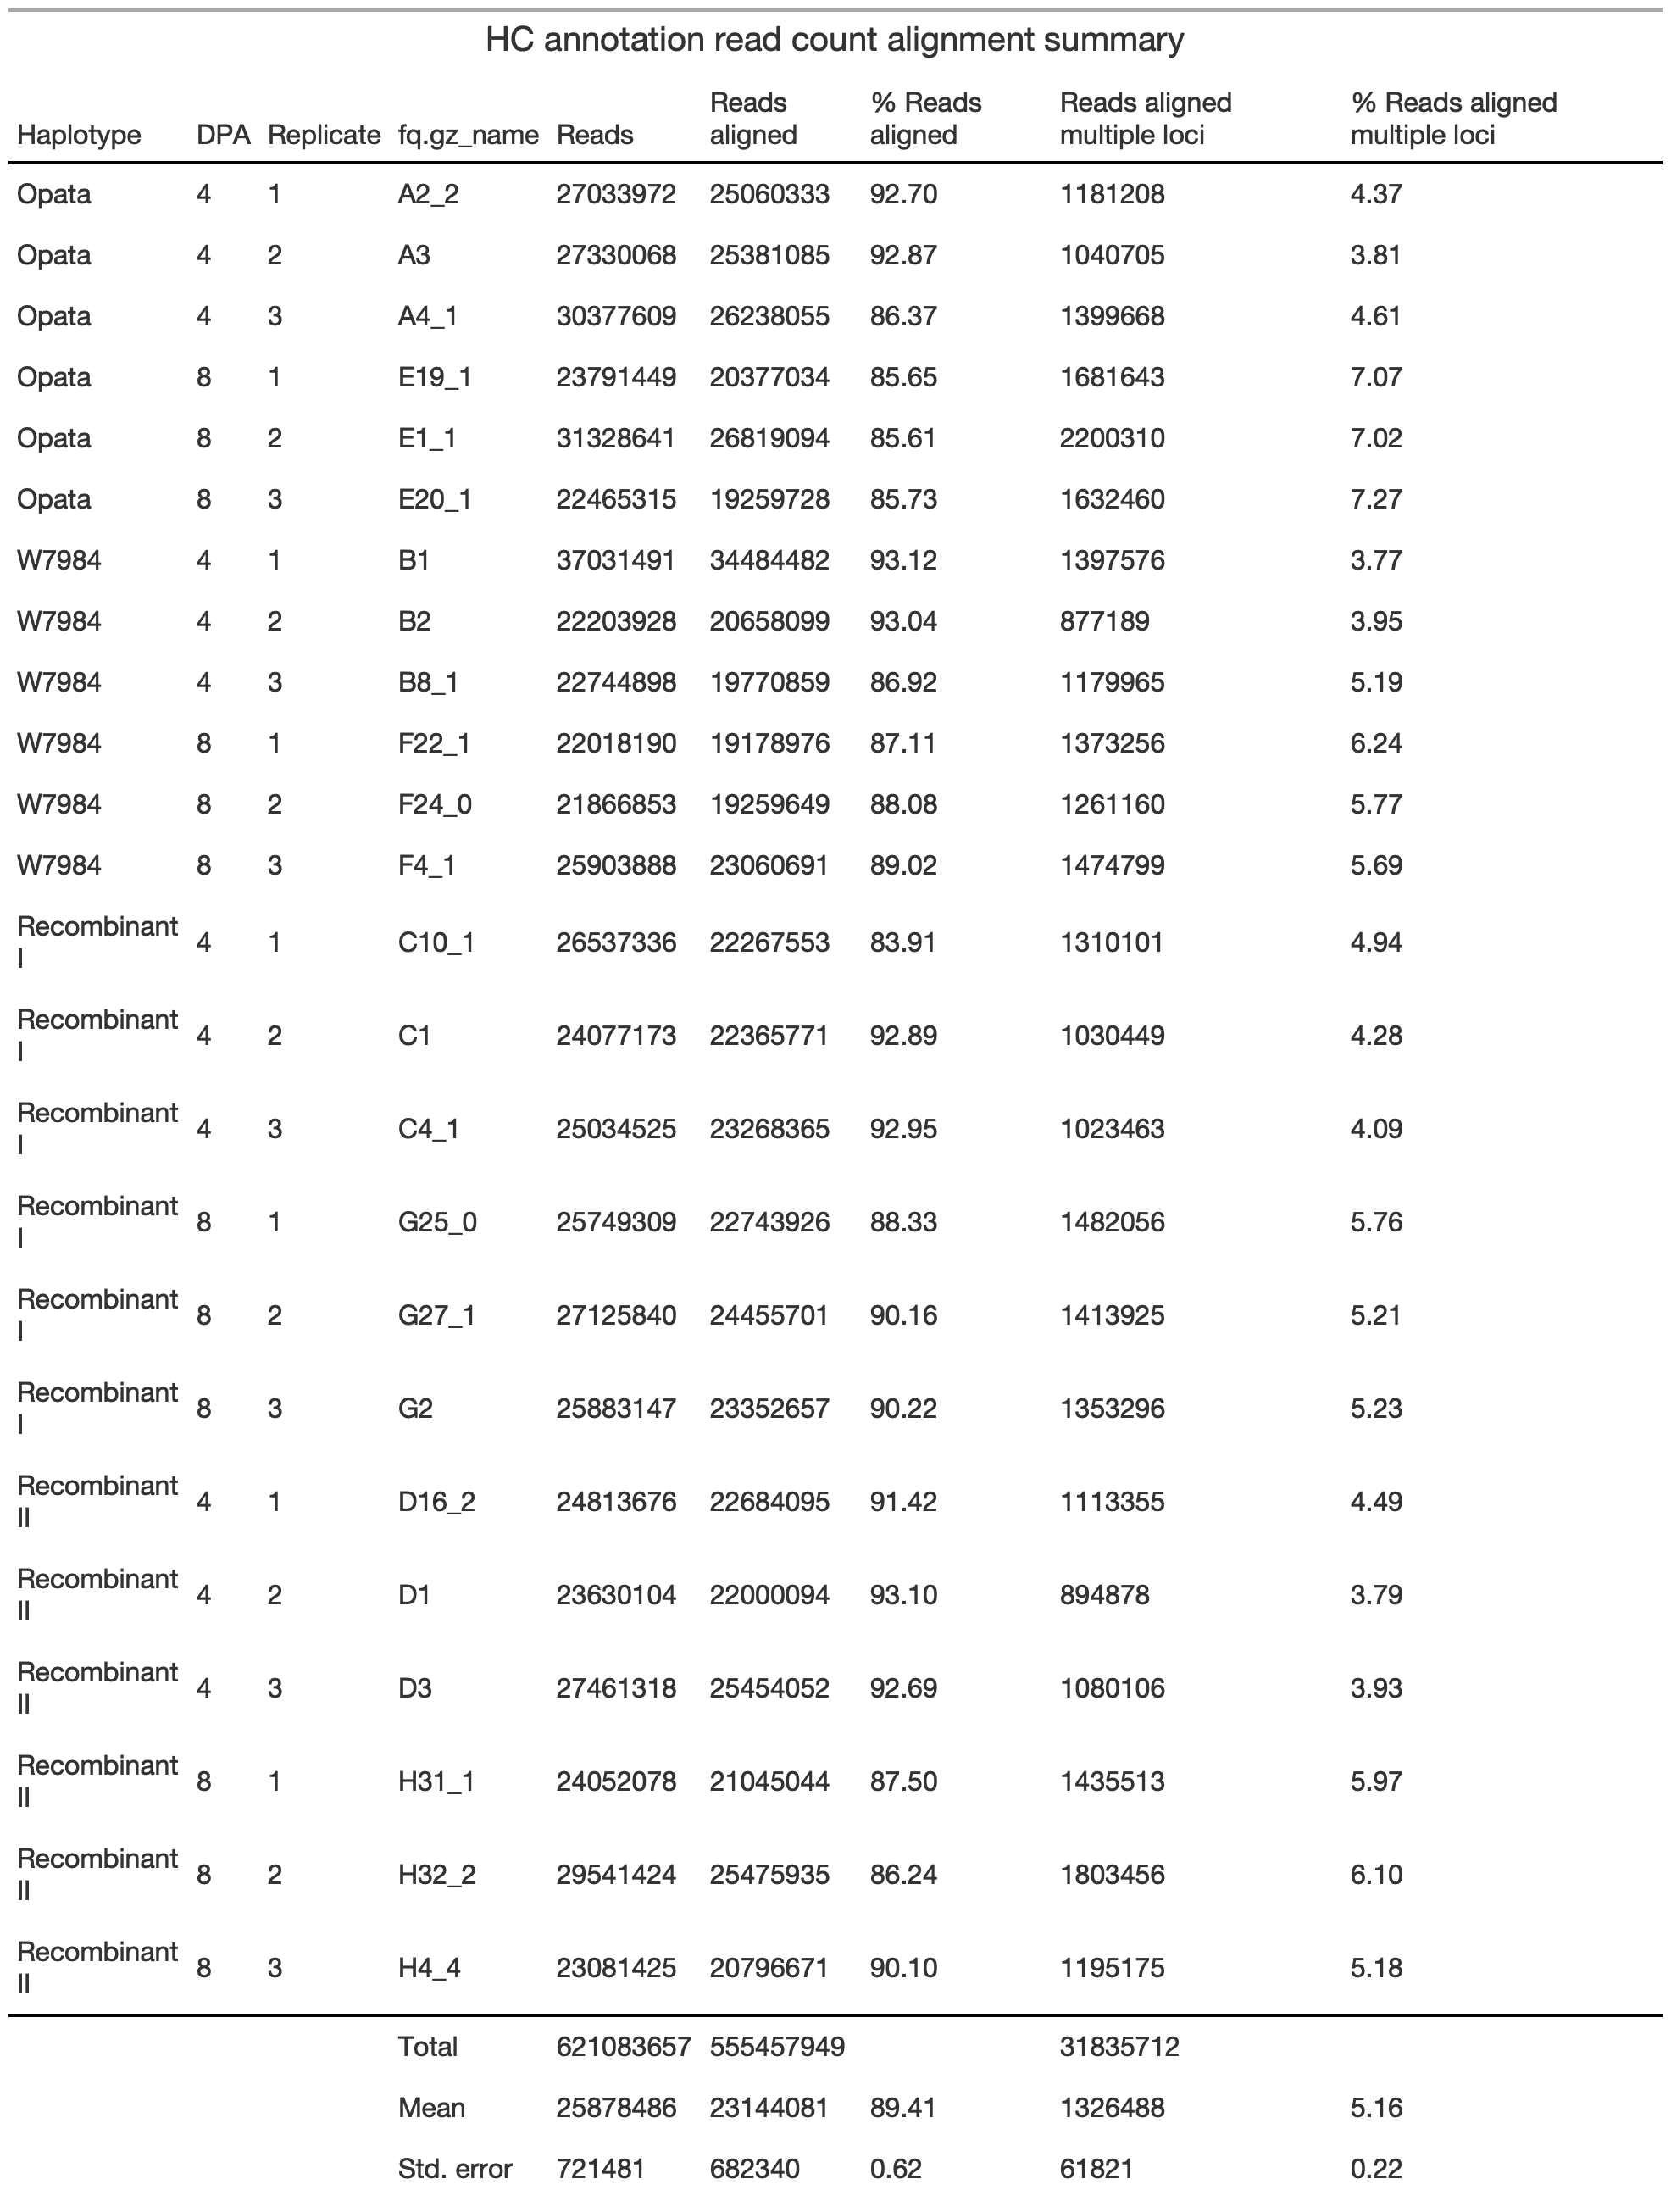 HC annotation read count alignment summary
Haplotype DPA Replicate fq.gz_name Reads Reads aligned % Reads aligned Reads aligned multiple loci % Reads aligned multiple loci
Opata 4 1 A2_2 27033972 25060333 92.70 1181208 4.37
Opata 4 2 A3 27330068 25381085 92.87 1040705 3.81
Opata 4 3 A4_1 30377609 26238055 86.37 1399668 4.61
Opata 8 1 E19_1 23791449 20377034 85.65 1681643 7.07
Opata 8 2 E1_1 31328641 26819094 85.61 2200310 7.02
Opata 8 3 E20_1 22465315 19259728 85.73 1632460 7.27
W7984 4 1 B1 37031491 34484482 93.12 1397576 3.77
W7984 4 2 B2 22203928 20658099 93.04 877189 3.95
W7984 4 3 B8_1 22744898 19770859 86.92 1179965 5.19
W7984 8 1 F22_1 22018190 19178976 87.11 1373256 6.24
W7984 8 2 F24_0 21866853 19259649 88.08 1261160 5.77
W7984 8 3 F4_1 25903888 23060691 89.02 1474799 5.69
Recombinant I 4 1 C10_1 26537336 22267553 83.91 1310101 4.94
Recombinant I 4 2 C1 24077173 22365771 92.89 1030449 4.28
Recombinant I 4 3 C4_1 25034525 23268365 92.95 1023463 4.09
Recombinant I 8 1 G25_0 25749309 22743926 88.33 1482056 5.76
Recombinant I 8 2 G27_1 27125840 24455701 90.16 1413925 5.21
Recombinant I 8 3 G2 25883147 23352657 90.22 1353296 5.23
Recombinant II 4 1 D16_2 24813676 22684095 91.42 1113355 4.49
Recombinant II 4 2 D1 23630104 22000094 93.10 894878 3.79
Recombinant II 4 3 D3 27461318 25454052 92.69 1080106 3.93
Recombinant II 8 1 H31_1 24052078 21045044 87.50 1435513 5.97
Recombinant II 8 2 H32_2 29541424 25475935 86.24 1803456 6.10
Recombinant II 8 3 H4_4 23081425 20796671 90.10 1195175 5.18
Total 621083657 555457949 31835712
Mean 25878486 23144081 89.41 1326488 5.16
Std. error 721481 682340 0.62 61821 0.22